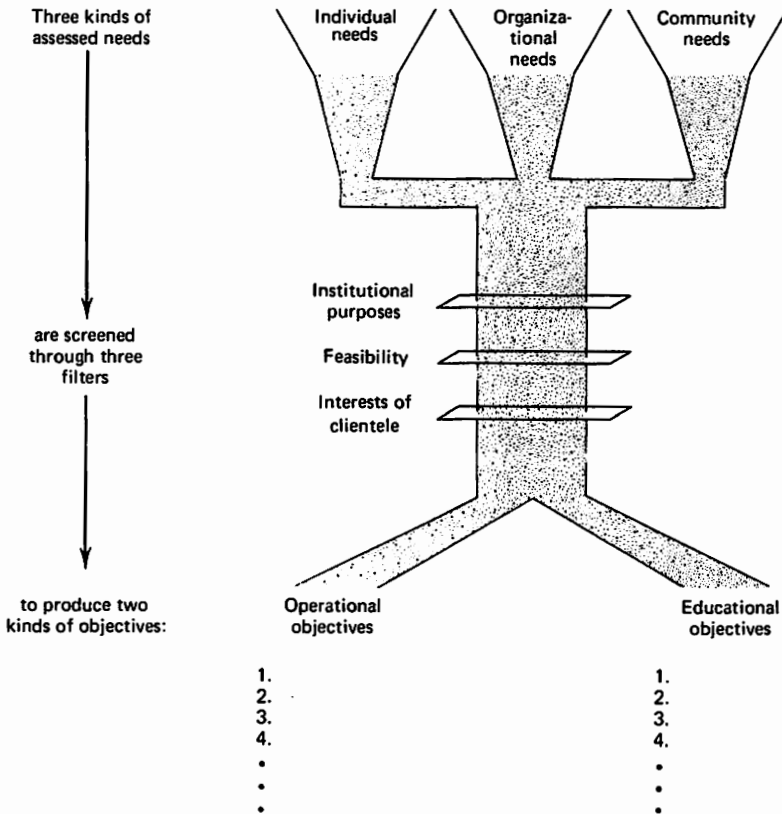 Three kinds of
assessed needs
Individual
needs
Organiza-
tional
needs
Community
needs
are screened
through three
filters
Institutional
purposes
Feasibility
Interests of
clientele
to produce two
kinds of objectives:
Operational
objectives
Educational
objectives
1.
2.
3.
4.
•
•
•
1.
2.
3.
4.
•
•
•